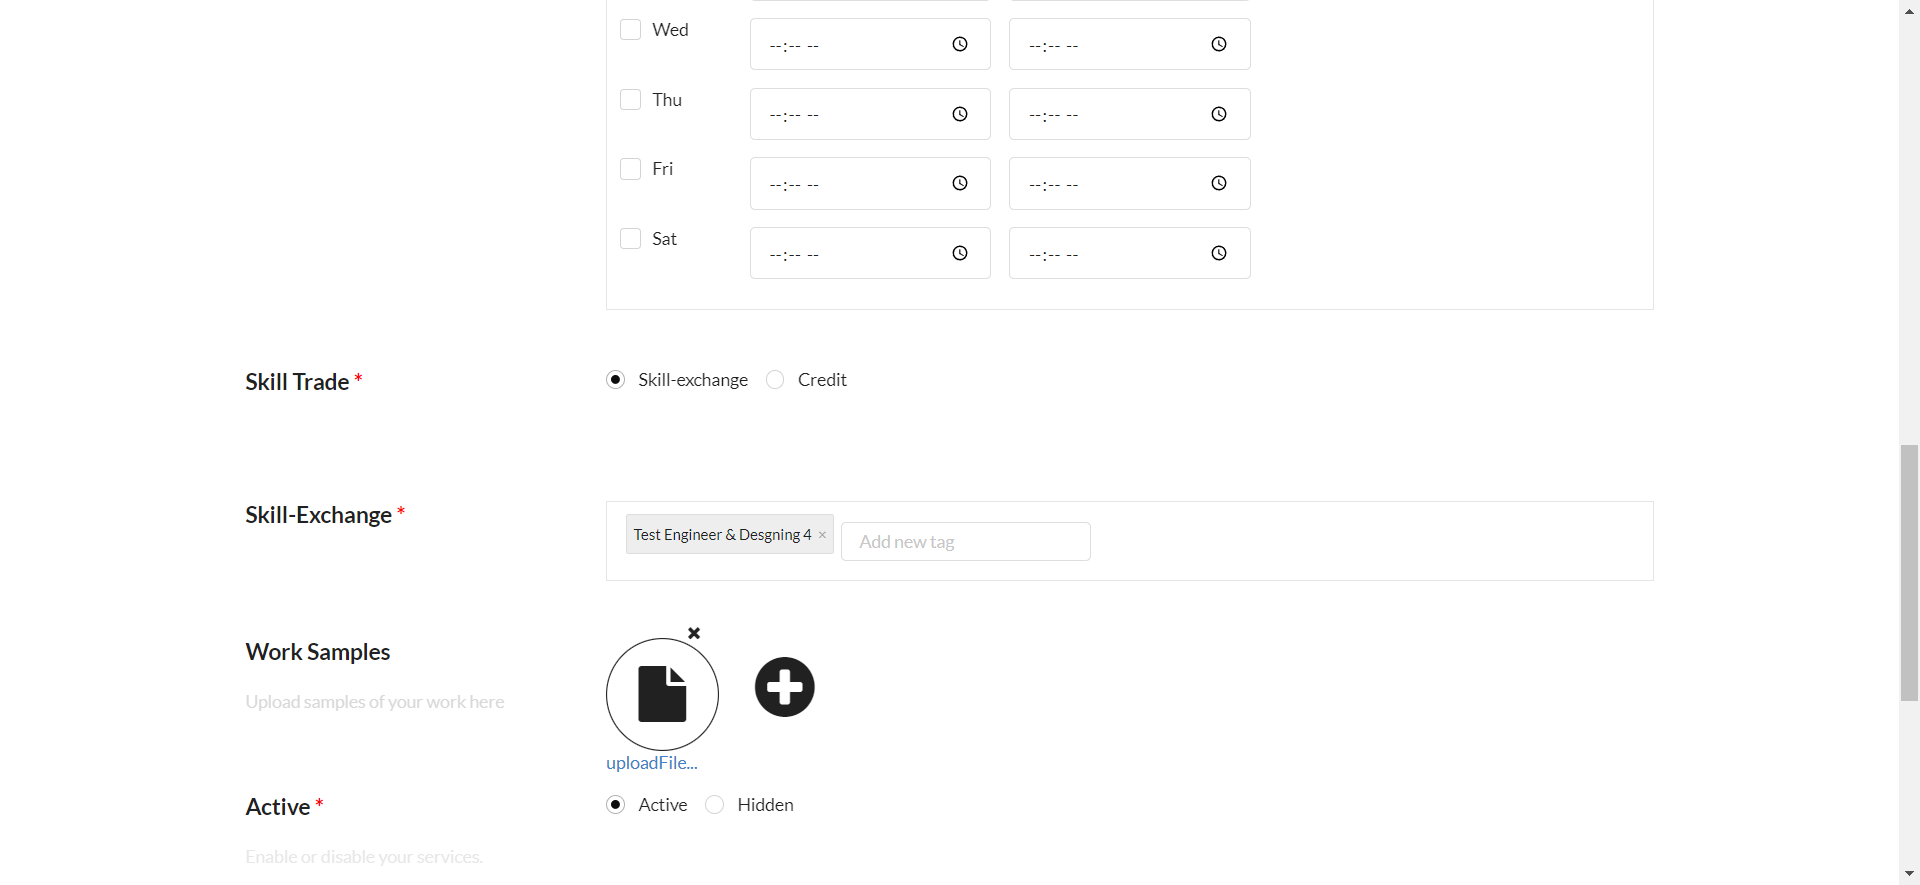 Wed --:-- -- --:-- --
Thu --:-- -- --:-- --
Fri --:-- -- --:-- --
Sat --:-- -- --:-- --
Skill Trade * Skill-exchange Credit
Skill-Exchange * Test Engineer & Desgning 4 × Add new tag
Work Samples
Upload samples of your work here
uploadFile...
Active * Active Hidden
Enable or disable your services.